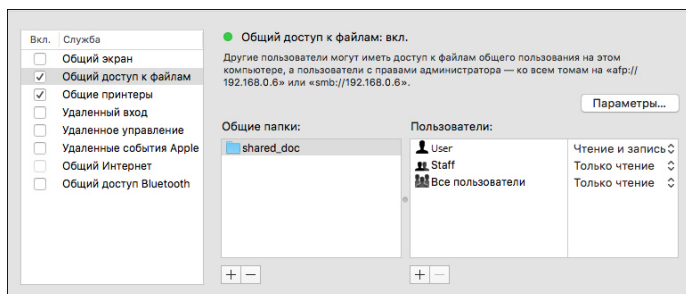 Вкл. Служба
Общий экран
Общий доступ к файлам
Общие принтеры
Удаленный вход
Удаленное управление
Удаленные события Apple
Общий Интернет
Общий доступ Bluetooth
Общий доступ к файлам: вкл.
Другие пользователи могут иметь доступ к файлам общего пользования на этом
компьютере, а пользователи с правами администратора — ко всем томам на «afp://
192.168.0.6» или «smb://192.168.0.6».
Параметры...
Общие папки:
shared_doc
+ −
Пользователи:
User Чтение и запись
Staff Только чтение
Все пользователи Только чтение
+ −